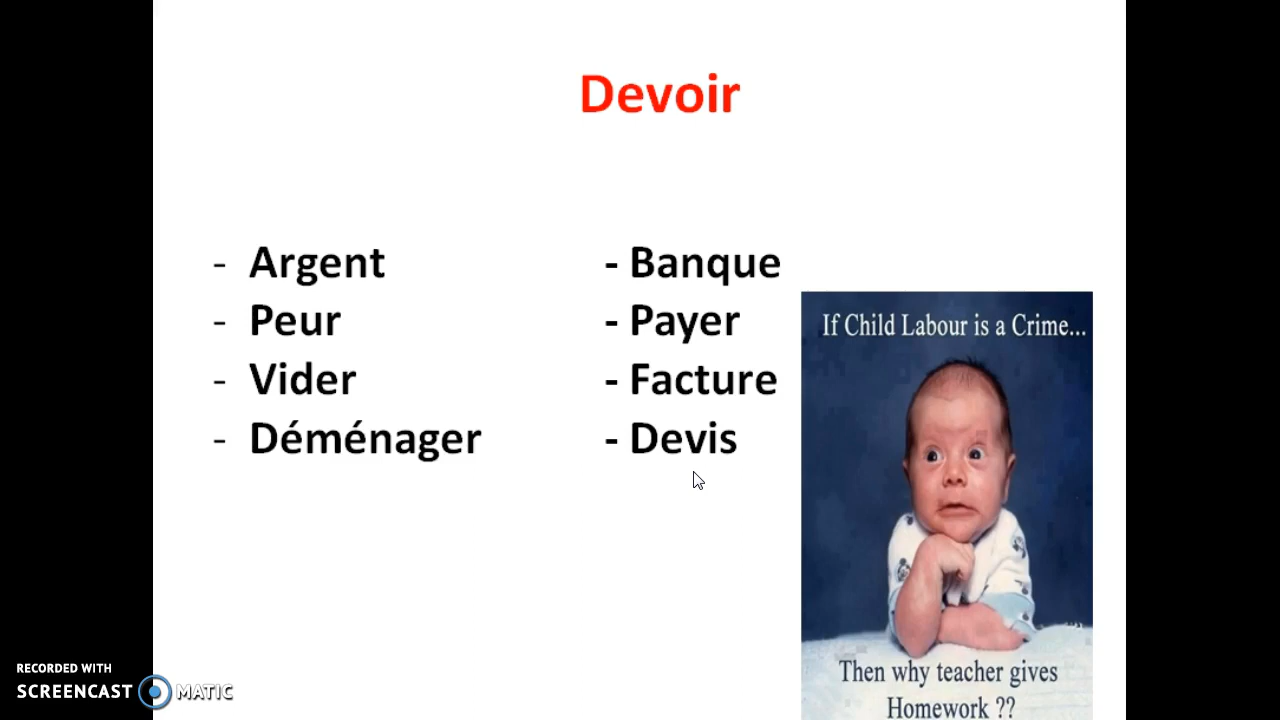 Devoir
- Argent
- Peur
- Vider
- Déménager
- Banque
- Payer
- Facture
- Devis
If Child Labour is a Crime...
Then why teacher gives
Homework ??
RECORDED WITH
SCREENCAST MATIC